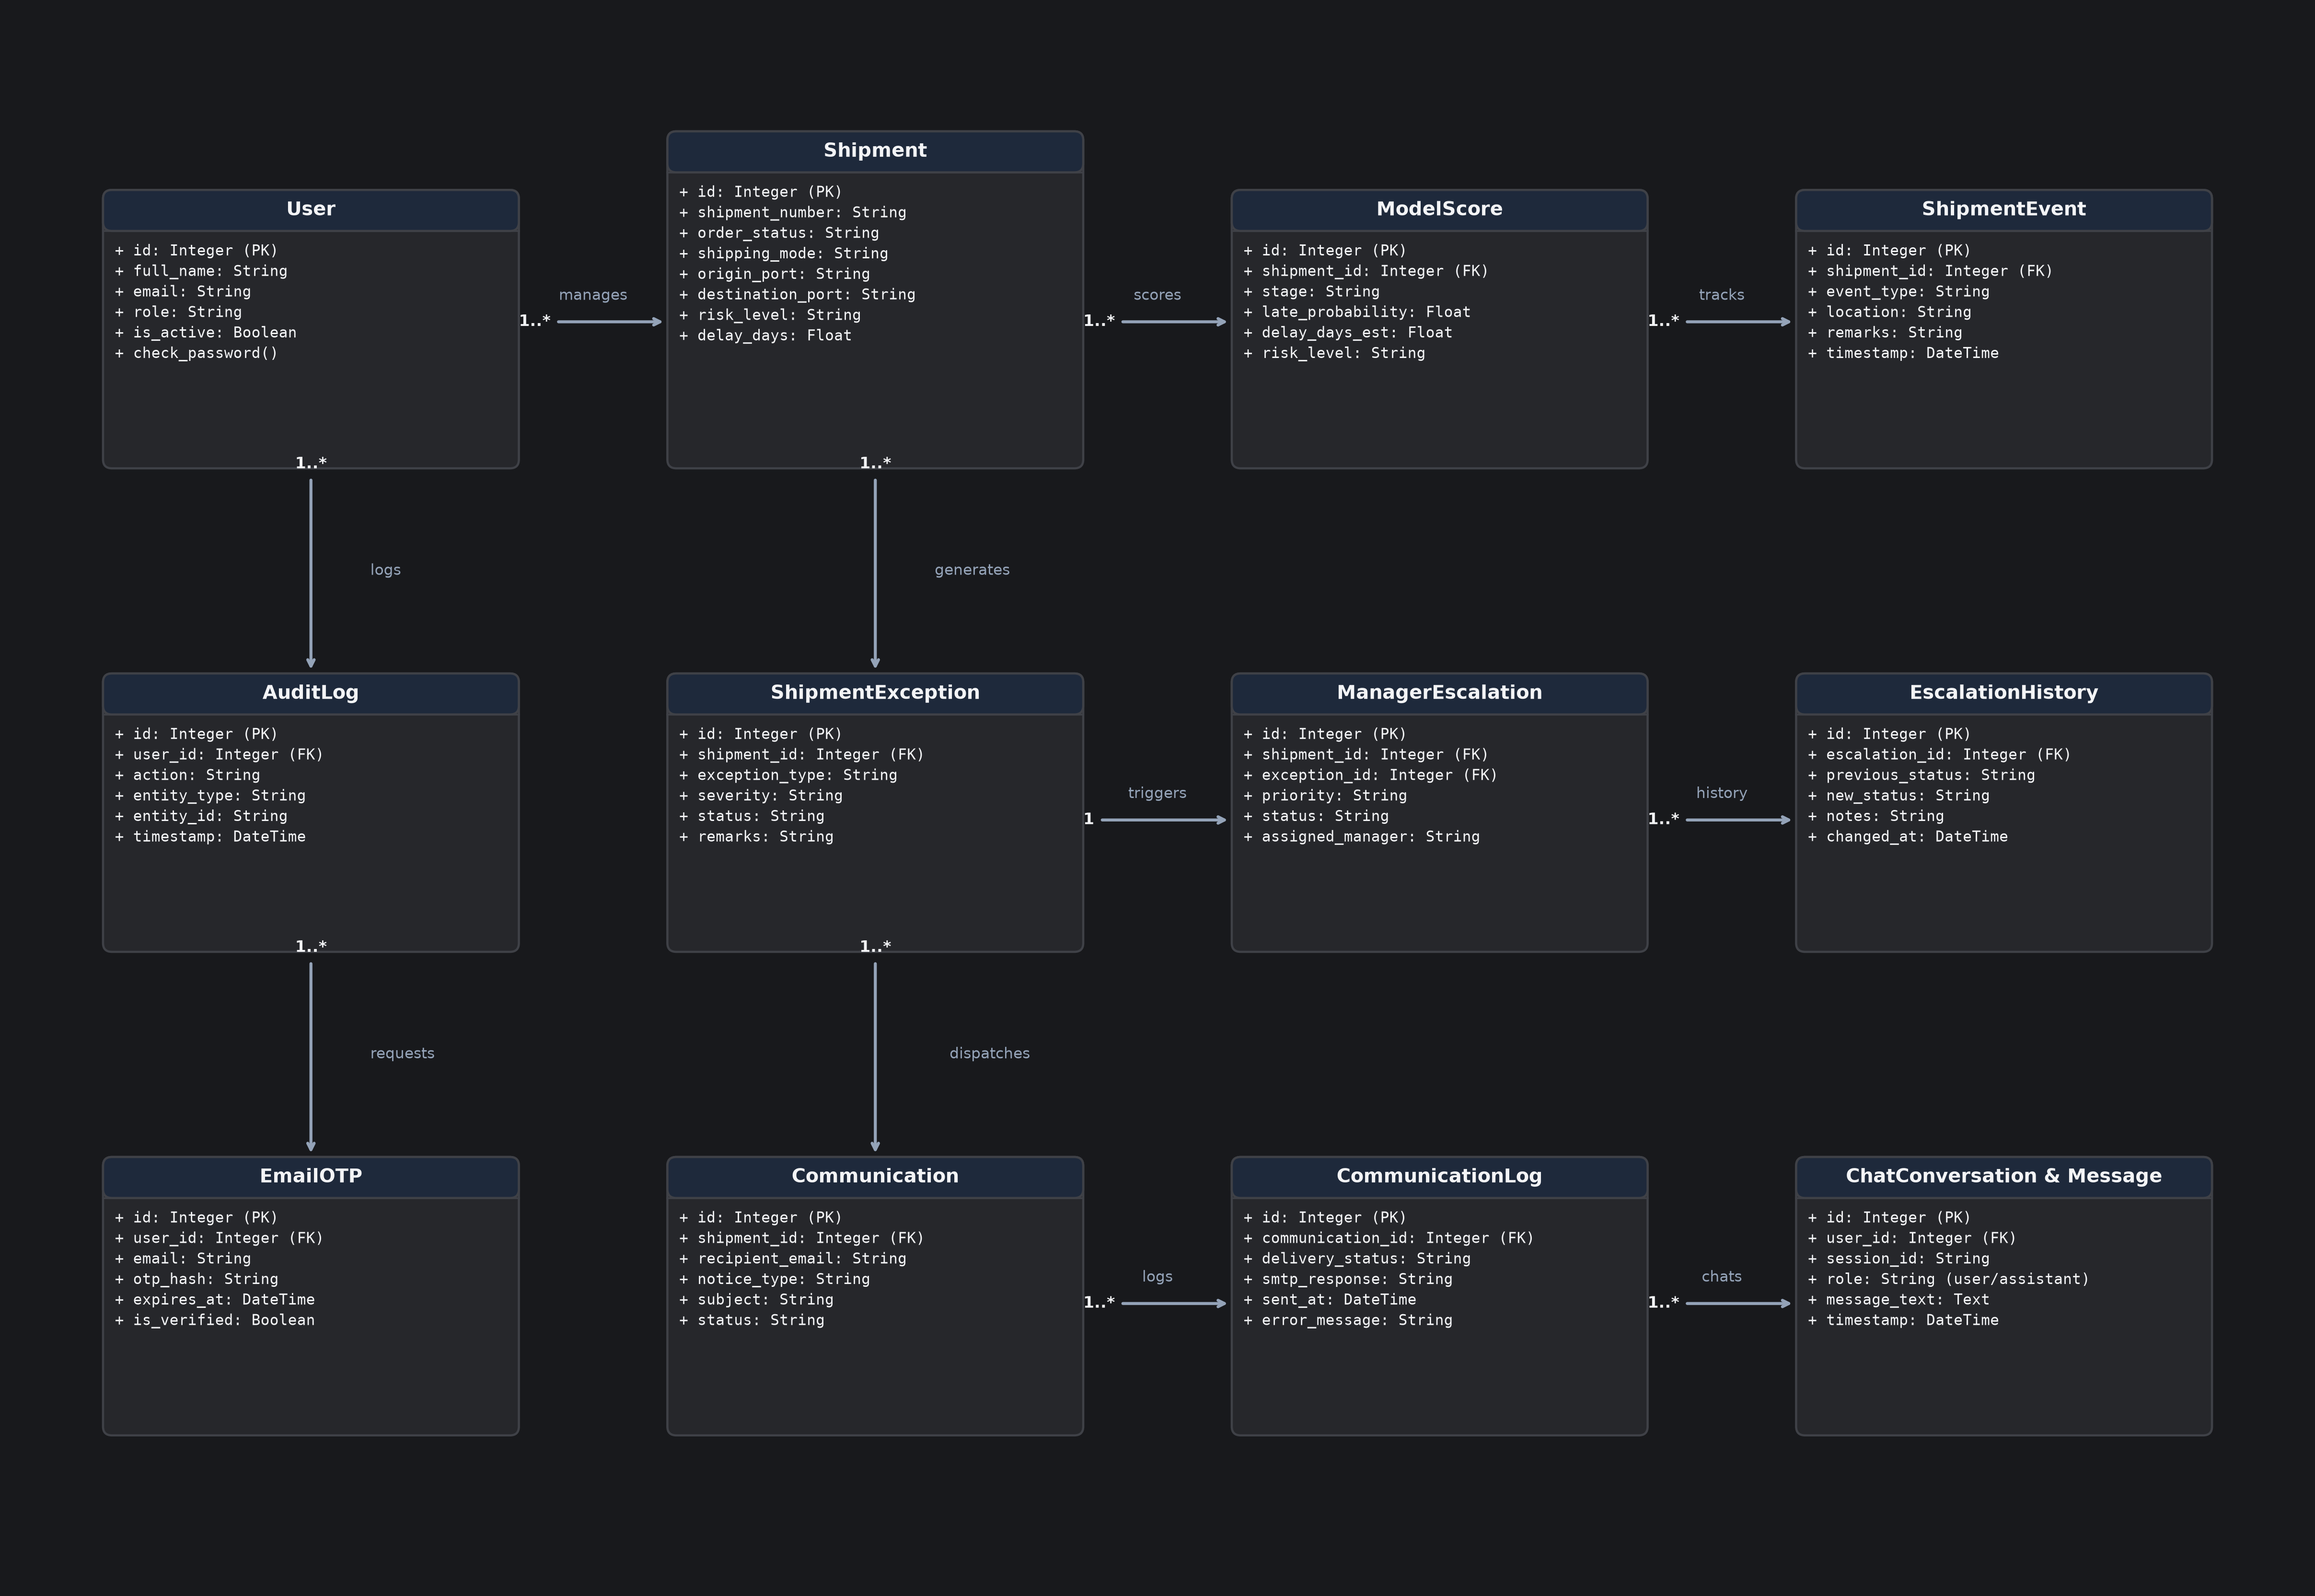 User
+ id: Integer (PK)
+ full_name: String
+ email: String
+ role: String
+ is_active: Boolean
+ check_password()
1..*
manages
Shipment
+ id: Integer (PK)
+ shipment_number: String
+ order_status: String
+ shipping_mode: String
+ origin_port: String
+ destination_port: String
+ risk_level: String
+ delay_days: Float
1..*
scores
ModelScore
+ id: Integer (PK)
+ shipment_id: Integer (FK)
+ stage: String
+ late_probability: Float
+ delay_days_est: Float
+ risk_level: String
1..*
tracks
ShipmentEvent
+ id: Integer (PK)
+ shipment_id: Integer (FK)
+ event_type: String
+ location: String
+ remarks: String
+ timestamp: DateTime
1..*
logs
1..*
generates
AuditLog
+ id: Integer (PK)
+ user_id: Integer (FK)
+ action: String
+ entity_type: String
+ entity_id: String
+ timestamp: DateTime
ShipmentException
+ id: Integer (PK)
+ shipment_id: Integer (FK)
+ exception_type: String
+ severity: String
+ status: String
+ remarks: String
1
triggers
ManagerEscalation
+ id: Integer (PK)
+ shipment_id: Integer (FK)
+ exception_id: Integer (FK)
+ priority: String
+ status: String
+ assigned_manager: String
1..*
history
EscalationHistory
+ id: Integer (PK)
+ escalation_id: Integer (FK)
+ previous_status: String
+ new_status: String
+ notes: String
+ changed_at: DateTime
1..*
requests
1..*
dispatches
EmailOTP
+ id: Integer (PK)
+ user_id: Integer (FK)
+ email: String
+ otp_hash: String
+ expires_at: DateTime
+ is_verified: Boolean
Communication
+ id: Integer (PK)
+ shipment_id: Integer (FK)
+ recipient_email: String
+ notice_type: String
+ subject: String
+ status: String
1..*
logs
CommunicationLog
+ id: Integer (PK)
+ communication_id: Integer (FK)
+ delivery_status: String
+ smtp_response: String
+ sent_at: DateTime
+ error_message: String
1..*
chats
ChatConversation & Message
+ id: Integer (PK)
+ user_id: Integer (FK)
+ session_id: String
+ role: String (user/assistant)
+ message_text: Text
+ timestamp: DateTime